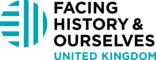 FACING
HISTORY &
OURSELVES
UNITED KINGDOM